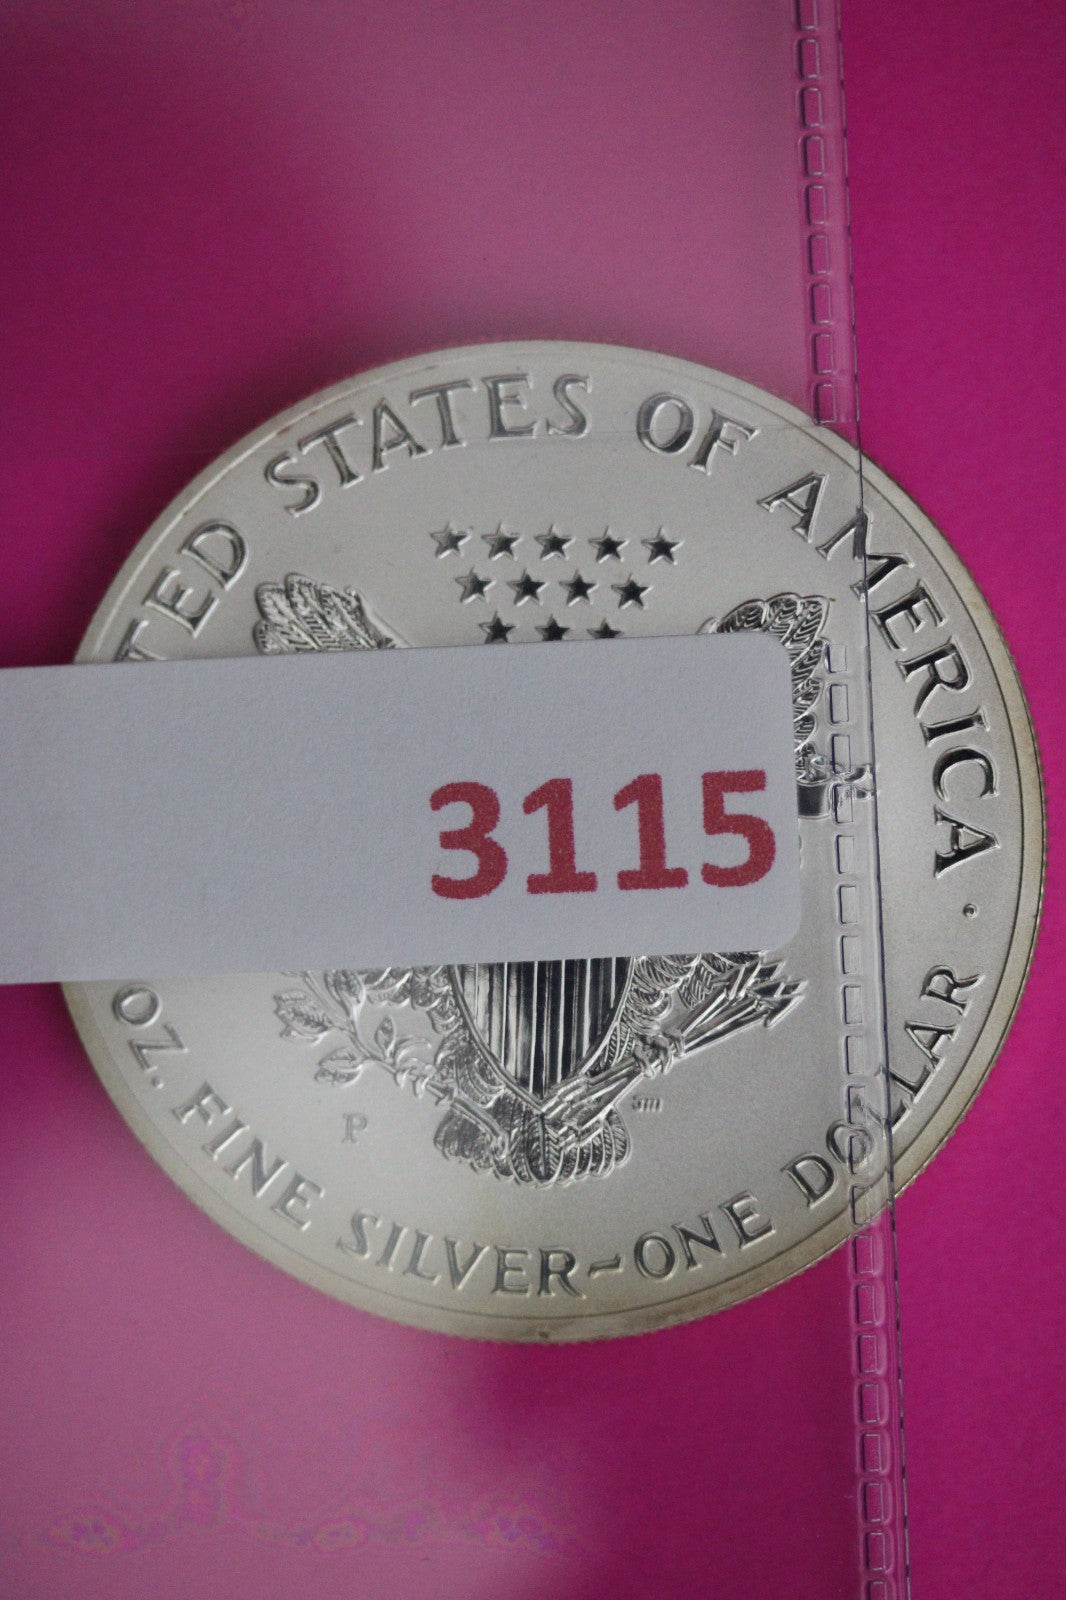 TED STATES OF AMERICA ·
3115
P
OZ. FINE SILVER~ONE DOLLAR